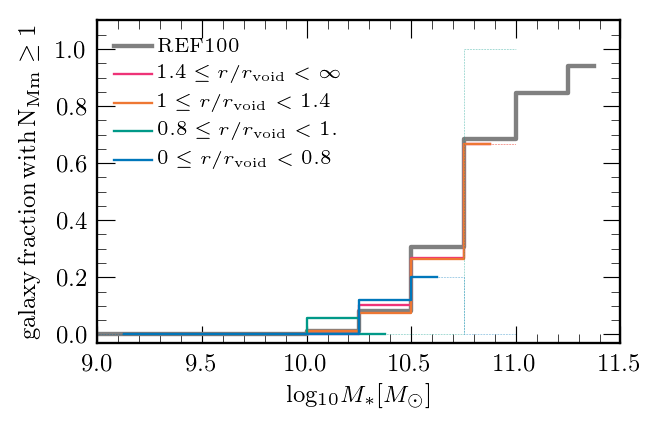 galaxy fraction with N_Mm ≥ 1
1.0
0.8
0.6
0.4
0.2
0.0
REF100
1.4 ≤ r/r_void < ∞
1 ≤ r/r_void < 1.4
0.8 ≤ r/r_void < 1.
0 ≤ r/r_void < 0.8
9.0 9.5 10.0 10.5 11.0 11.5
log₁₀M_*[M_⊙]